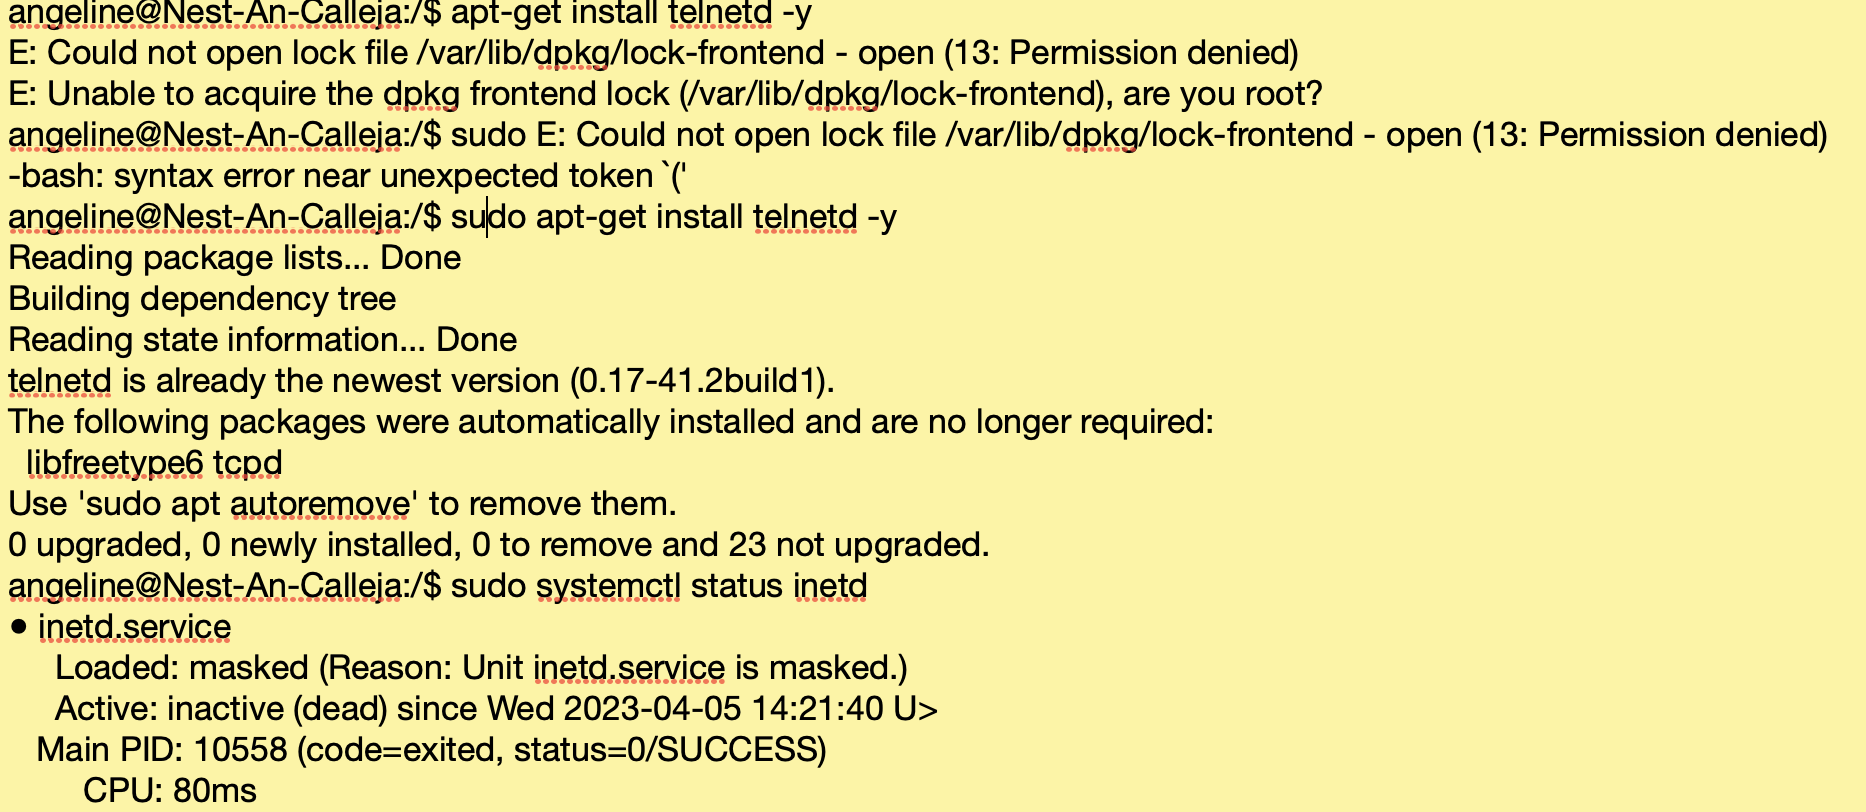 angeline@Nest-An-Calleja:/$ apt-get install telnetd -y
E: Could not open lock file /var/lib/dpkg/lock-frontend - open (13: Permission denied)
E: Unable to acquire the dpkg frontend lock (/var/lib/dpkg/lock-frontend), are you root?
angeline@Nest-An-Calleja:/$ sudo E: Could not open lock file /var/lib/dpkg/lock-frontend - open (13: Permission denied)
-bash: syntax error near unexpected token `('
angeline@Nest-An-Calleja:/$ sudo apt-get install telnetd -y
Reading package lists... Done
Building dependency tree
Reading state information... Done
telnetd is already the newest version (0.17-41.2build1).
The following packages were automatically installed and are no longer required:
  libfreetype6 tcpd
Use 'sudo apt autoremove' to remove them.
0 upgraded, 0 newly installed, 0 to remove and 23 not upgraded.
angeline@Nest-An-Calleja:/$ sudo systemctl status inetd
● inetd.service
     Loaded: masked (Reason: Unit inetd.service is masked.)
     Active: inactive (dead) since Wed 2023-04-05 14:21:40 U>
   Main PID: 10558 (code=exited, status=0/SUCCESS)
        CPU: 80ms